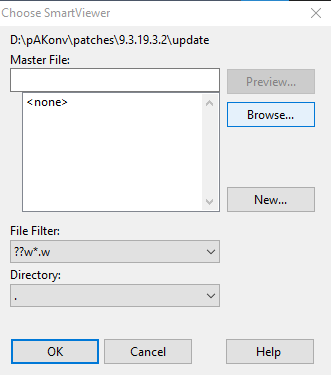 Choose SmartViewer
D:\pAKonv\patches\9.3.19.3.2\update
Master File:
Preview...
<none>
Browse...
New...
File Filter:
??w*.w
Directory:
.
OK
Cancel
Help